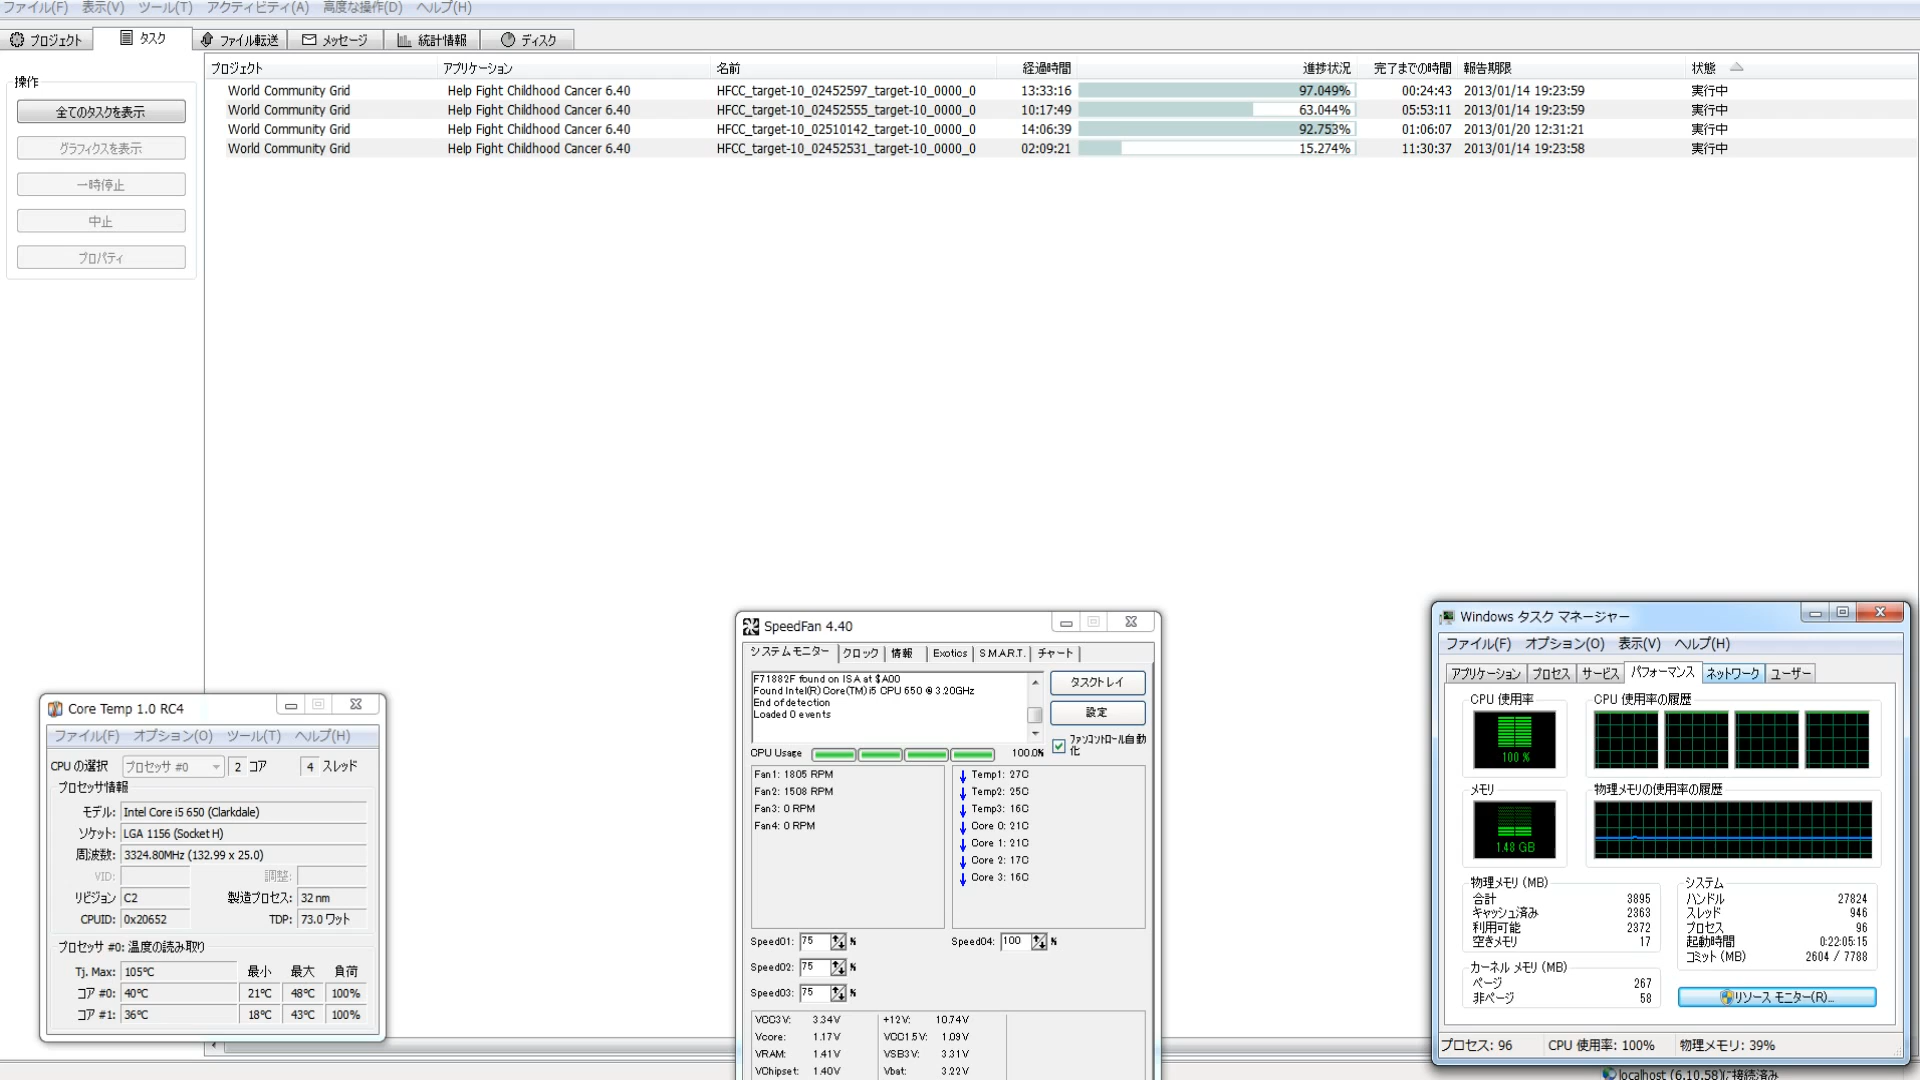 ファイル(F) 表示(V) ツール(T) アクティビティ(A) 高度な操作(D) ヘルプ(H)
プロジェクト タスク ファイル転送 メッセージ 統計情報 ディスク
操作
全てのタスクを表示
グラフィクスを表示
一時停止
中止
プロパティ
プロジェクト アプリケーション 名前 経過時間 進捗状況 完了までの時間 報告期限 状態
World Community Grid Help Fight Childhood Cancer 6.40 HFCC_target-10_02452597_target-10_0000_0 13:33:16 97.049% 00:24:43 2013/01/14 19:23:59 実行中
World Community Grid Help Fight Childhood Cancer 6.40 HFCC_target-10_02452555_target-10_0000_0 10:17:49 63.044% 05:53:11 2013/01/14 19:23:59 実行中
World Community Grid Help Fight Childhood Cancer 6.40 HFCC_target-10_02510142_target-10_0000_0 14:06:39 92.753% 01:06:07 2013/01/20 12:31:21 実行中
World Community Grid Help Fight Childhood Cancer 6.40 HFCC_target-10_02452531_target-10_0000_0 02:09:21 15.274% 11:30:37 2013/01/14 19:23:58 実行中
Core Temp 1.0 RC4
ファイル(F) オプション(O) ツール(T) ヘルプ(H)
CPU の選択 プロセッサ #0 2 コア 4 スレッド
プロセッサ情報
モデル: Intel Core i5 650 (Clarkdale)
ソケット: LGA 1156 (Socket H)
周波数: 3324.80MHz (132.99 x 25.0)
VID: 調整:
リビジョン C2 製造プロセス: 32 nm
CPUID: 0x20652 TDP: 73.0 ワット
プロセッサ #0: 温度の読み取り
Tj. Max: 105℃ 最小 最大 負荷
コア #0: 40℃ 21℃ 48℃ 100%
コア #1: 36℃ 18℃ 43℃ 100%
SpeedFan 4.40
システムモニター クロック 情報 Exotics S.M.A.R.T. チャート
F71882F found on ISA at $A00
Found Intel(R) Core(TM) i5 CPU 650 @ 3.20GHz
End of detection
Loaded 0 events
タスクトレイ
設定
ファンコントロール自動化
CPU Usage 100.0%
Fan1: 1805 RPM
Fan2: 1508 RPM
Fan3: 0 RPM
Fan4: 0 RPM
Temp1: 27C
Temp2: 25C
Temp3: 16C
Core 0: 21C
Core 1: 21C
Core 2: 17C
Core 3: 16C
Speed01: 75 % Speed04: 100 %
Speed02: 75 %
Speed03: 75 %
VCC3V: 3.34V +12V: 10.74V
Vcore: 1.17V VCC1.5V: 1.09V
VRAM: 1.41V VSB3V: 3.31V
VChipset: 1.40V Vbat: 3.22V
Windows タスク マネージャー
ファイル(F) オプション(O) 表示(V) ヘルプ(H)
アプリケーション プロセス サービス パフォーマンス ネットワーク ユーザー
CPU 使用率 CPU 使用率の履歴
100 %
メモリ 物理メモリの使用率の履歴
1.48 GB
物理メモリ (MB)
合計 3895
キャッシュ済み 2363
利用可能 2372
空きメモリ 17
カーネル メモリ (MB)
ページ 267
非ページ 58
システム
ハンドル 27824
スレッド 946
プロセス 96
起動時間 0:22:05:15
コミット (MB) 2604 / 7788
リソース モニター(R)...
プロセス: 96 CPU 使用率: 100% 物理メモリ: 39%
localhost (6.10.58)に接続済み